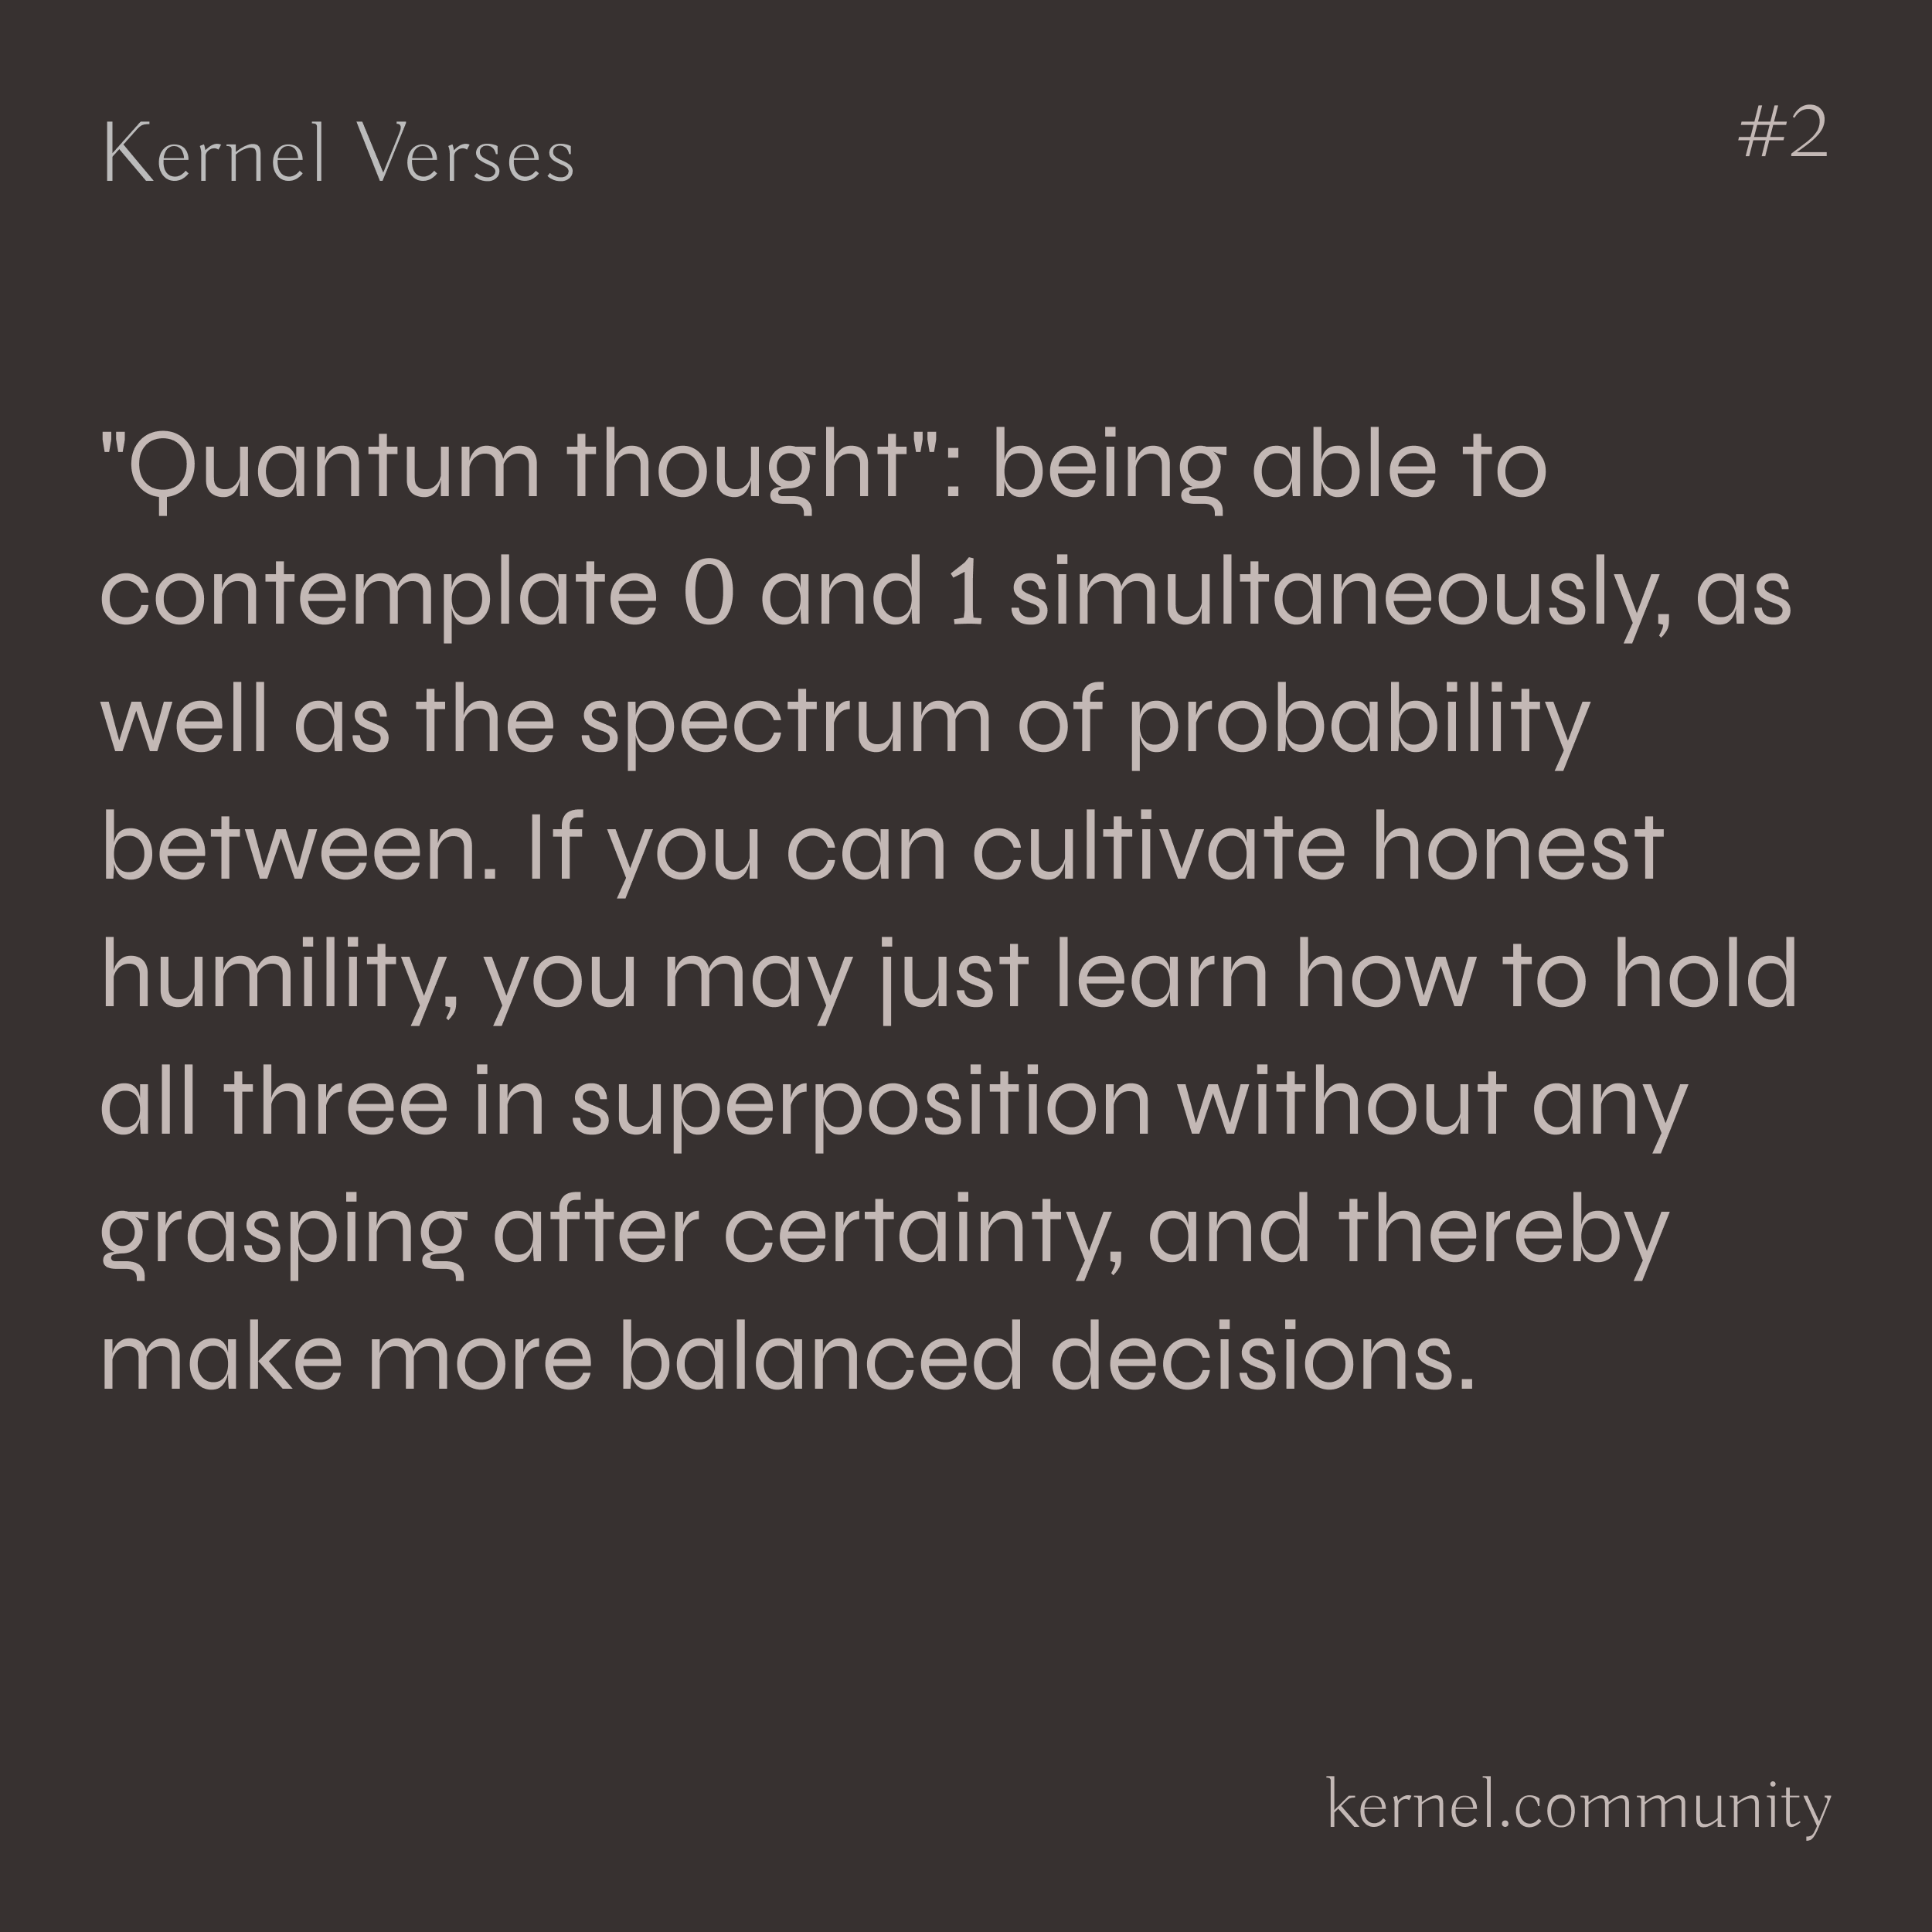 Kernel Verses
#2
"Quantum thought": being able to
contemplate 0 and 1 simultaneously, as
well as the spectrum of probability
between. If you can cultivate honest
humility, you may just learn how to hold
all three in superposition without any
grasping after certainty, and thereby
make more balanced decisions.
kernel.community